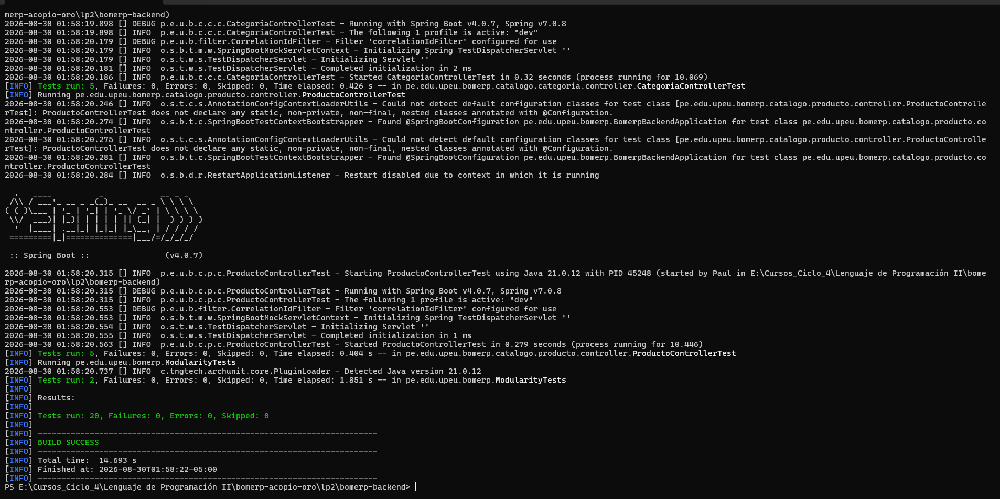 merp-acopio-oro\lp2\bomerp-backend)
2026-08-30 01:58:19.898 [] DEBUG p.e.u.b.c.c.c.CategoriaControllerTest - Running with Spring Boot v4.0.7, Spring v7.0.8
2026-08-30 01:58:19.898 [] INFO  p.e.u.b.c.c.c.CategoriaControllerTest - The following 1 profile is active: "dev"
2026-08-30 01:58:20.179 [] DEBUG p.e.u.b.filter.CorrelationIdFilter - Filter 'correlationIdFilter' configured for use
2026-08-30 01:58:20.179 [] INFO  o.s.b.t.m.w.SpringBootMockServletContext - Initializing Spring TestDispatcherServlet ''
2026-08-30 01:58:20.179 [] INFO  o.s.t.w.s.TestDispatcherServlet - Initializing Servlet ''
2026-08-30 01:58:20.181 [] INFO  o.s.t.w.s.TestDispatcherServlet - Completed initialization in 2 ms
2026-08-30 01:58:20.186 [] INFO  p.e.u.b.c.c.c.CategoriaControllerTest - Started CategoriaControllerTest in 0.32 seconds (process running for 10.069)
[INFO] Tests run: 5, Failures: 0, Errors: 0, Skipped: 0, Time elapsed: 0.426 s -- in pe.edu.upeu.bomerp.catalogo.categoria.controller.CategoriaControllerTest
[INFO] Running pe.edu.upeu.bomerp.catalogo.producto.controller.ProductoControllerTest
2026-08-30 01:58:20.246 [] INFO  o.s.t.c.s.AnnotationConfigContextLoaderUtils - Could not detect default configuration classes for test class [pe.edu.upeu.bomerp.catalogo.producto.controller.ProductoControlle
rTest]: ProductoControllerTest does not declare any static, non-private, non-final, nested classes annotated with @Configuration.
2026-08-30 01:58:20.274 [] INFO  o.s.b.t.c.SpringBootTestContextBootstrapper - Found @SpringBootConfiguration pe.edu.upeu.bomerp.BomerpBackendApplication for test class pe.edu.upeu.bomerp.catalogo.producto.co
ntroller.ProductoControllerTest
2026-08-30 01:58:20.275 [] INFO  o.s.t.c.s.AnnotationConfigContextLoaderUtils - Could not detect default configuration classes for test class [pe.edu.upeu.bomerp.catalogo.producto.controller.ProductoControlle
rTest]: ProductoControllerTest does not declare any static, non-private, non-final, nested classes annotated with @Configuration.
2026-08-30 01:58:20.281 [] INFO  o.s.b.t.c.SpringBootTestContextBootstrapper - Found @SpringBootConfiguration pe.edu.upeu.bomerp.BomerpBackendApplication for test class pe.edu.upeu.bomerp.catalogo.producto.co
ntroller.ProductoControllerTest
2026-08-30 01:58:20.284 [] INFO  o.s.b.d.r.RestartApplicationListener - Restart disabled due to context in which it is running
  .   ____          _            __ _ _
 /\\ / ___'_ __ _ _(_)_ __  __ _ \ \ \ \
( ( )\___ | '_ | '_| | '_ \/ _` | \ \ \ \
 \\/  ___)| |_)| | | | | || (_| |  ) ) ) )
  '  |____| .__|_| |_|_| |_\__, | / / / /
 =========|_|==============|___/=/_/_/_/
 :: Spring Boot ::                (v4.0.7)
2026-08-30 01:58:20.315 [] INFO  p.e.u.b.c.p.c.ProductoControllerTest - Starting ProductoControllerTest using Java 21.0.12 with PID 45248 (started by Paul in E:\Cursos_Ciclo_4\Lenguaje de Programación II\bome
rp-acopio-oro\lp2\bomerp-backend)
2026-08-30 01:58:20.315 [] DEBUG p.e.u.b.c.p.c.ProductoControllerTest - Running with Spring Boot v4.0.7, Spring v7.0.8
2026-08-30 01:58:20.315 [] INFO  p.e.u.b.c.p.c.ProductoControllerTest - The following 1 profile is active: "dev"
2026-08-30 01:58:20.553 [] DEBUG p.e.u.b.filter.CorrelationIdFilter - Filter 'correlationIdFilter' configured for use
2026-08-30 01:58:20.553 [] INFO  o.s.b.t.m.w.SpringBootMockServletContext - Initializing Spring TestDispatcherServlet ''
2026-08-30 01:58:20.554 [] INFO  o.s.t.w.s.TestDispatcherServlet - Initializing Servlet ''
2026-08-30 01:58:20.555 [] INFO  o.s.t.w.s.TestDispatcherServlet - Completed initialization in 1 ms
2026-08-30 01:58:20.563 [] INFO  p.e.u.b.c.p.c.ProductoControllerTest - Started ProductoControllerTest in 0.279 seconds (process running for 10.446)
[INFO] Tests run: 5, Failures: 0, Errors: 0, Skipped: 0, Time elapsed: 0.404 s -- in pe.edu.upeu.bomerp.catalogo.producto.controller.ProductoControllerTest
[INFO] Running pe.edu.upeu.bomerp.ModularityTests
2026-08-30 01:58:20.737 [] INFO  c.tngtech.archunit.core.PluginLoader - Detected Java version 21.0.12
[INFO] Tests run: 2, Failures: 0, Errors: 0, Skipped: 0, Time elapsed: 1.851 s -- in pe.edu.upeu.bomerp.ModularityTests
[INFO]
[INFO] Results:
[INFO]
[INFO] Tests run: 20, Failures: 0, Errors: 0, Skipped: 0
[INFO]
[INFO] ------------------------------------------------------------------------
[INFO] BUILD SUCCESS
[INFO] ------------------------------------------------------------------------
[INFO] Total time:  14.693 s
[INFO] Finished at: 2026-08-30T01:58:22-05:00
[INFO] ------------------------------------------------------------------------
PS E:\Cursos_Ciclo_4\Lenguaje de Programación II\bomerp-acopio-oro\lp2\bomerp-backend>